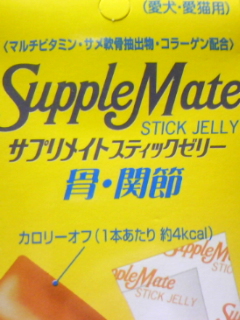 (愛犬・愛猫用)
〈マルチビタミン・サメ軟骨抽出物・コラーゲン配合〉
SuppleMate
STICK JELLY
サプリメイトスティックゼリー
骨・関節
カロリーオフ(1本あたり 約4kcal)
ppleMate
STICK JELLY